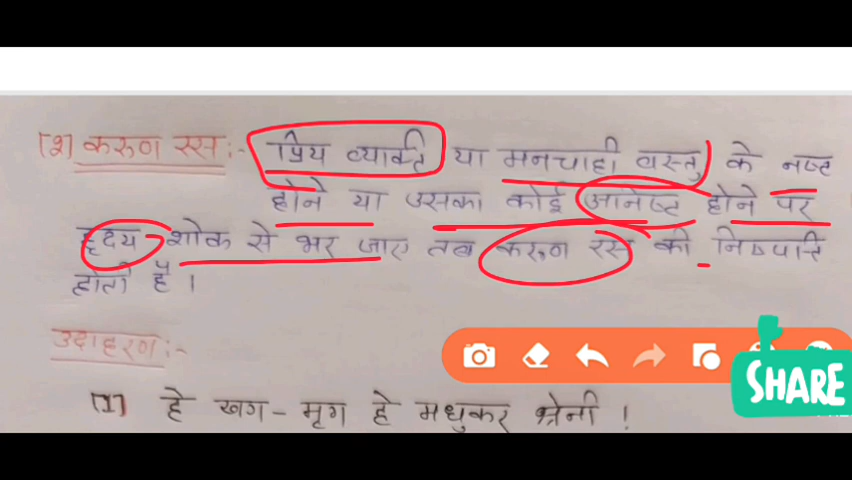 (2) करुण रस :- प्रिय व्यक्ति या मनचाही वस्तु के नष्ट
होने या उसका कोई अनिष्ट होने पर
हृदय शोक से भर जाए तब करुण रस की निष्पत्ति
होती है ।
उदाहरण :-
[1] हे खग - मृग हे मधुकर श्रेनी !
SHARE